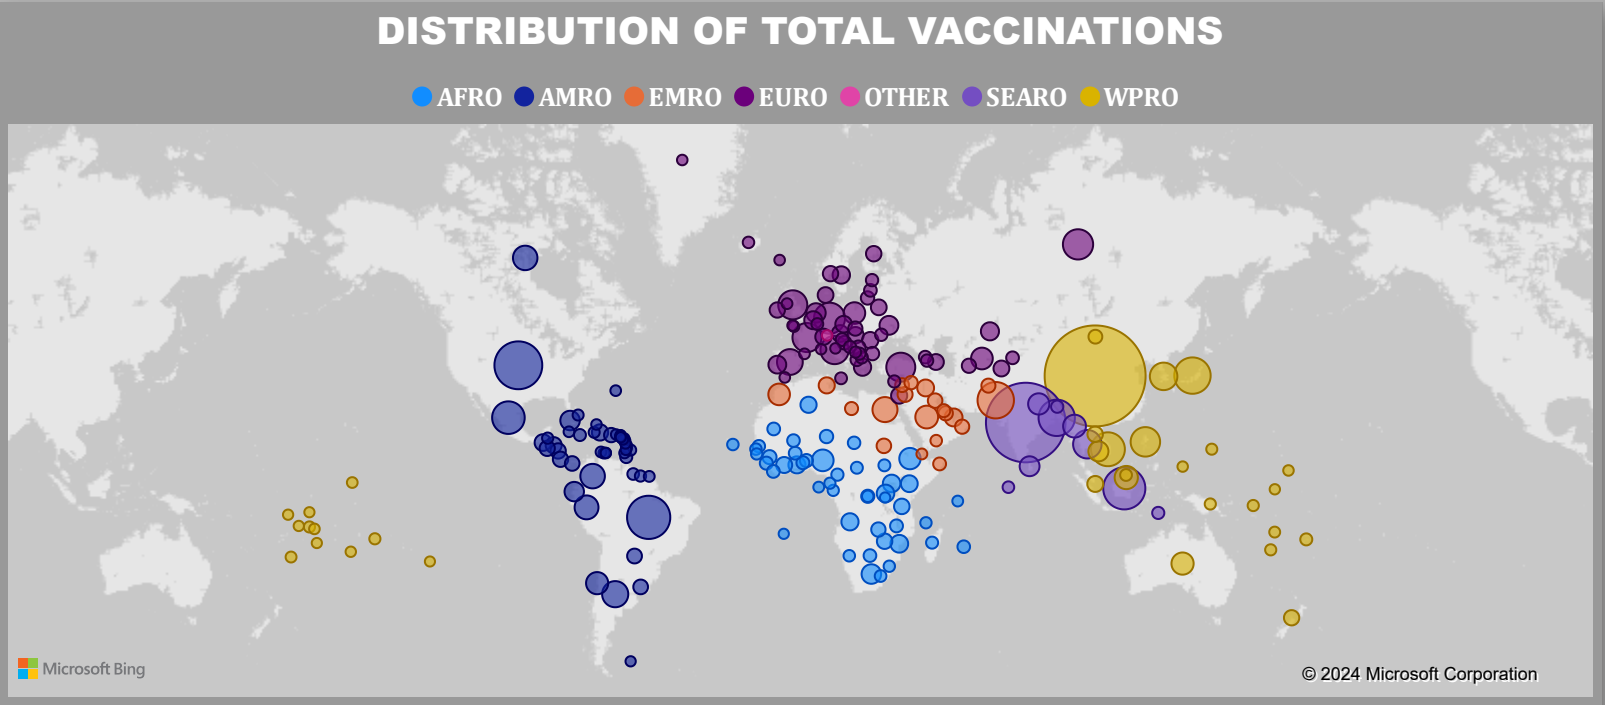 DISTRIBUTION OF TOTAL VACCINATIONS
AFRO AMRO EMRO EURO OTHER SEARO WPRO
Microsoft Bing
© 2024 Microsoft Corporation